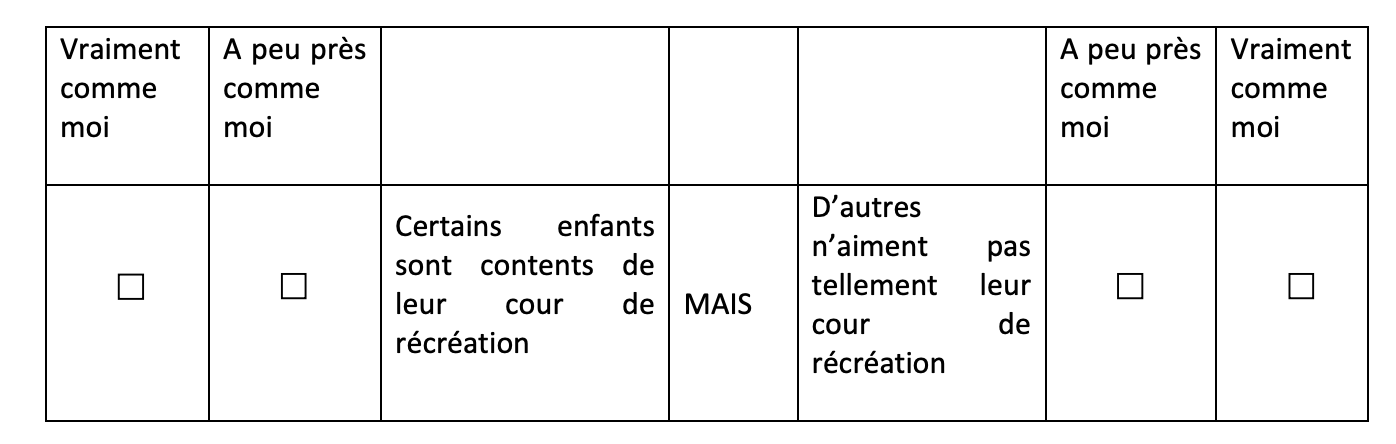 Vraiment
comme
moi
A peu près
comme
moi
A peu près
comme
moi
Vraiment
comme
moi
Certains enfants
sont contents de
leur cour de
récréation
MAIS
D’autres
n’aiment pas
tellement leur
cour de
récréation